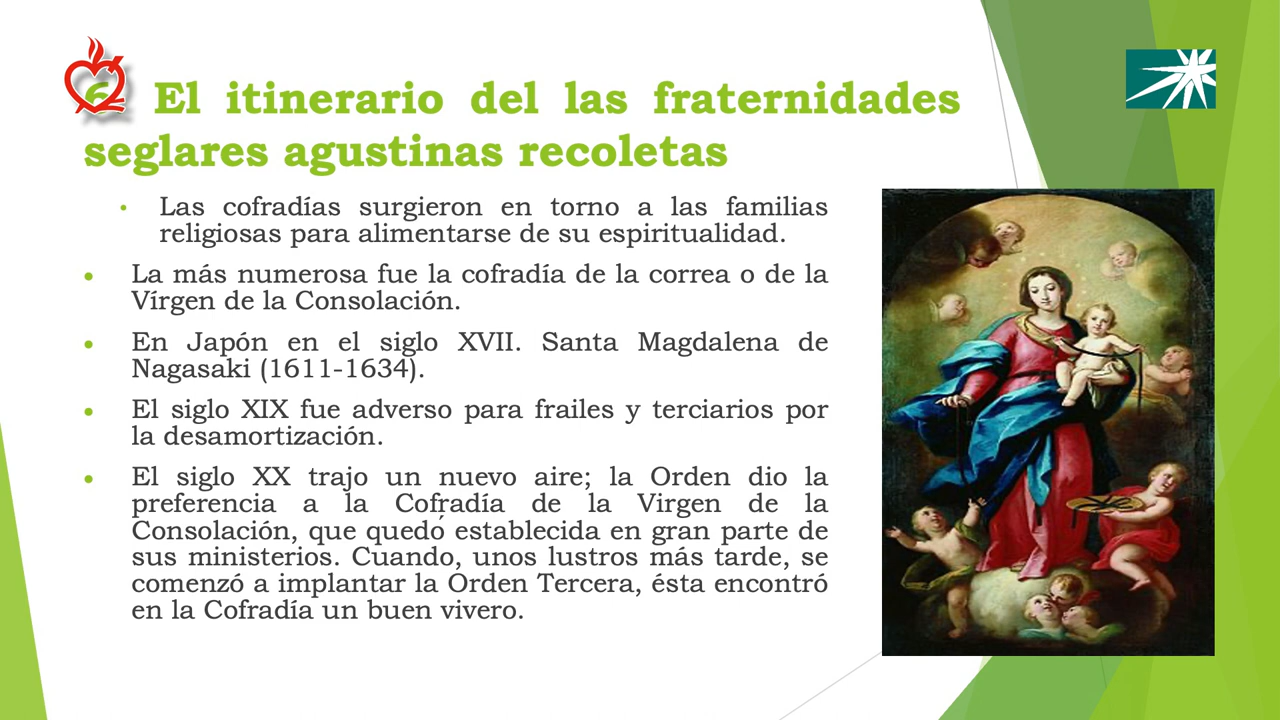 6. El itinerario del las fraternidades
seglares agustinas recoletas
• Las cofradías surgieron en torno a las familias
religiosas para alimentarse de su espiritualidad.
• La más numerosa fue la cofradía de la correa o de la
Vírgen de la Consolación.
• En Japón en el siglo XVII. Santa Magdalena de
Nagasaki (1611-1634).
• El siglo XIX fue adverso para frailes y terciarios por
la desamortización.
• El siglo XX trajo un nuevo aire; la Orden dio la
preferencia a la Cofradía de la Virgen de la
Consolación, que quedó establecida en gran parte de
sus ministerios. Cuando, unos lustros más tarde, se
comenzó a implantar la Orden Tercera, ésta encontró
en la Cofradía un buen vivero.